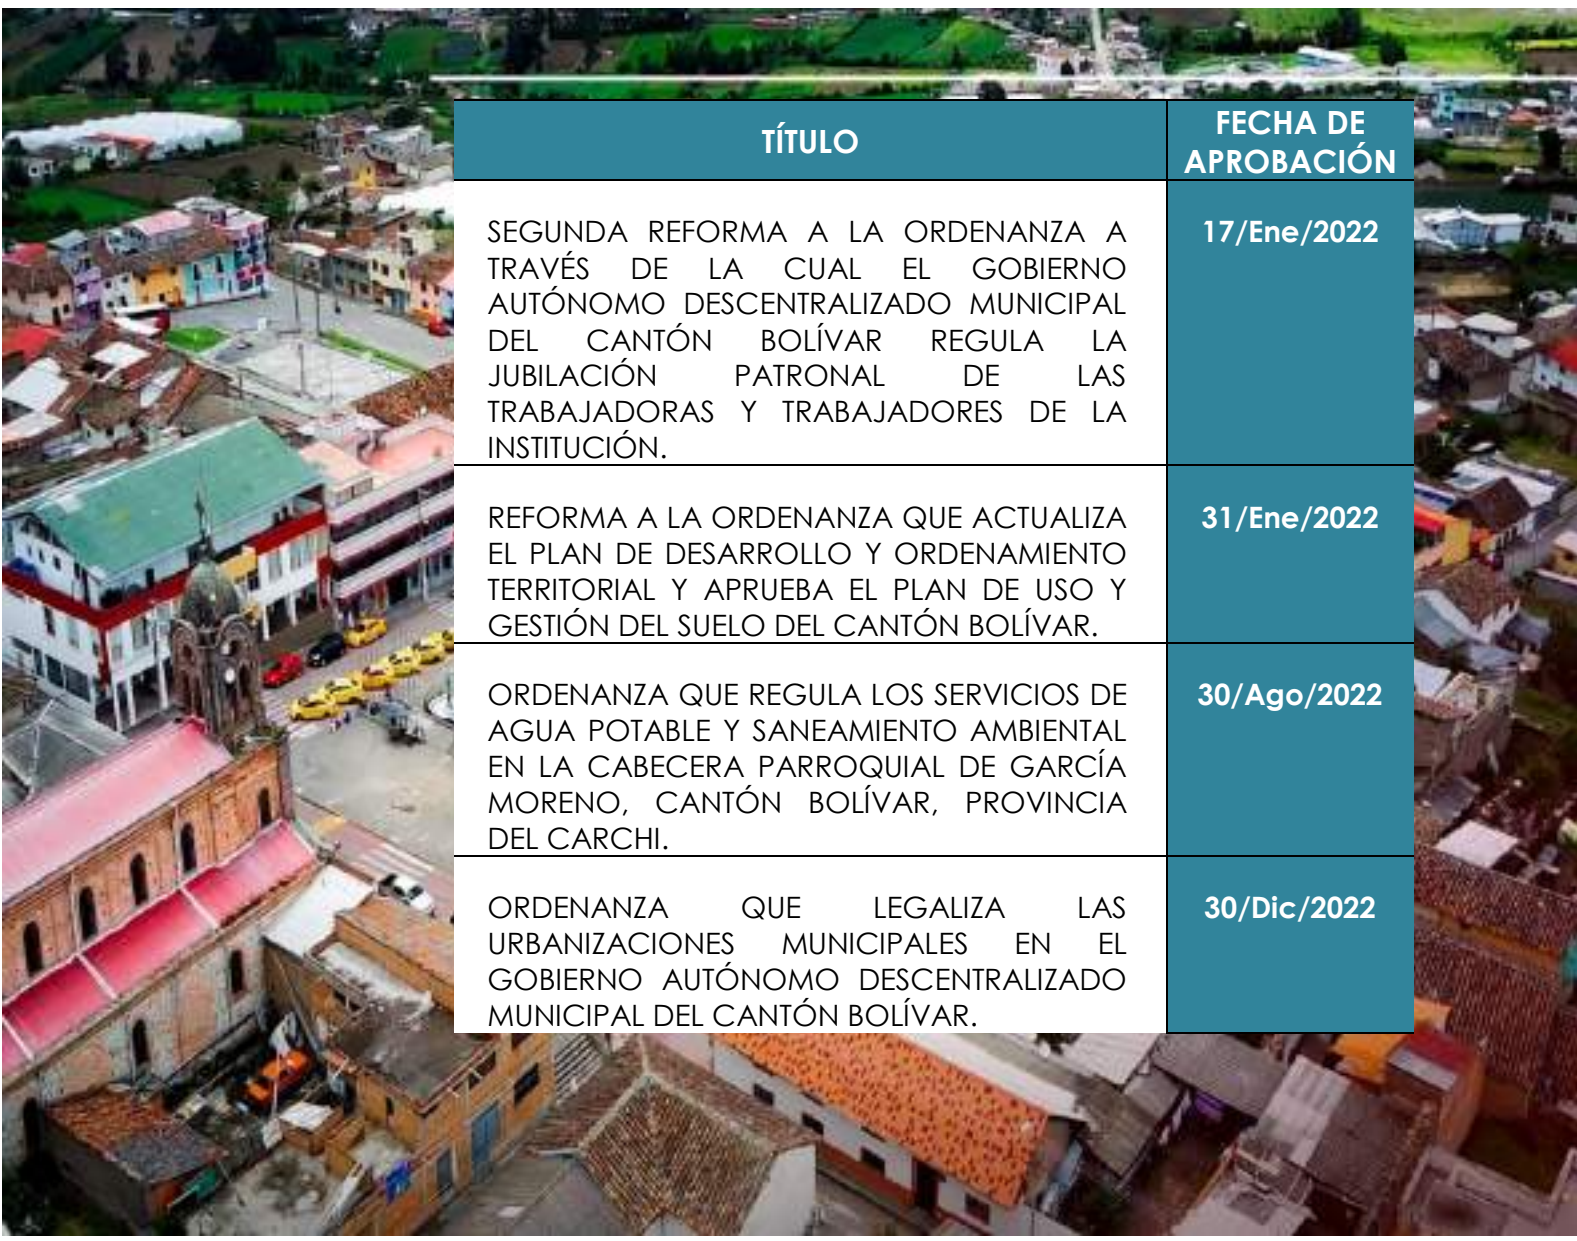 TÍTULO
FECHA DE
APROBACIÓN
SEGUNDA REFORMA A LA ORDENANZA A
TRAVÉS DE LA CUAL EL GOBIERNO
AUTÓNOMO DESCENTRALIZADO MUNICIPAL
DEL CANTÓN BOLÍVAR REGULA LA
JUBILACIÓN PATRONAL DE LAS
TRABAJADORAS Y TRABAJADORES DE LA
INSTITUCIÓN.
17/Ene/2022
REFORMA A LA ORDENANZA QUE ACTUALIZA
EL PLAN DE DESARROLLO Y ORDENAMIENTO
TERRITORIAL Y APRUEBA EL PLAN DE USO Y
GESTIÓN DEL SUELO DEL CANTÓN BOLÍVAR.
31/Ene/2022
ORDENANZA QUE REGULA LOS SERVICIOS DE
AGUA POTABLE Y SANEAMIENTO AMBIENTAL
EN LA CABECERA PARROQUIAL DE GARCÍA
MORENO, CANTÓN BOLÍVAR, PROVINCIA
DEL CARCHI.
30/Ago/2022
ORDENANZA QUE LEGALIZA LAS
URBANIZACIONES MUNICIPALES EN EL
GOBIERNO AUTÓNOMO DESCENTRALIZADO
MUNICIPAL DEL CANTÓN BOLÍVAR.
30/Dic/2022